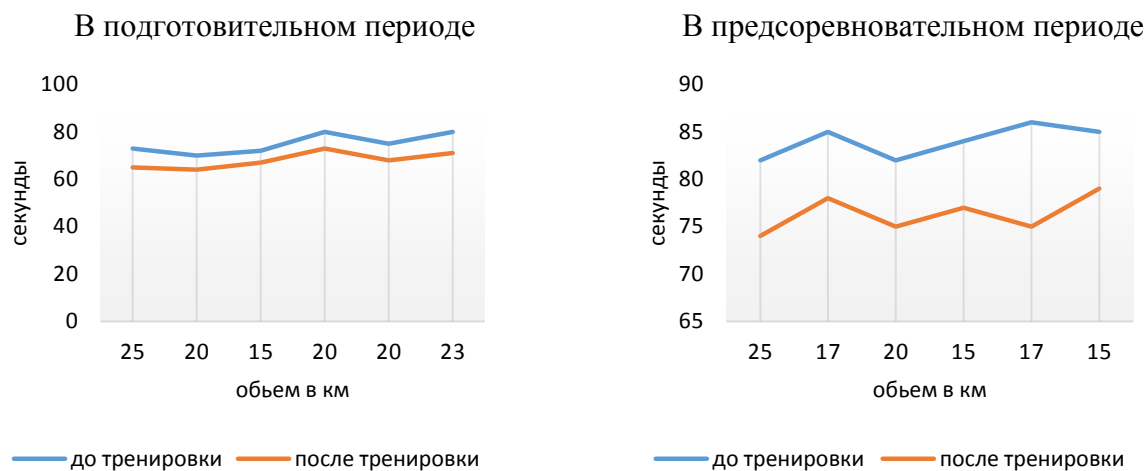 В подготовительном периоде
100
80
60
40
20
0
секунды
25 20 15 20 20 23
обьем в км
до тренировки после тренировки
В предсоревновательном периоде
90
85
80
75
70
65
секунды
25 17 20 15 17 15
обьем в км
до тренировки после тренировки